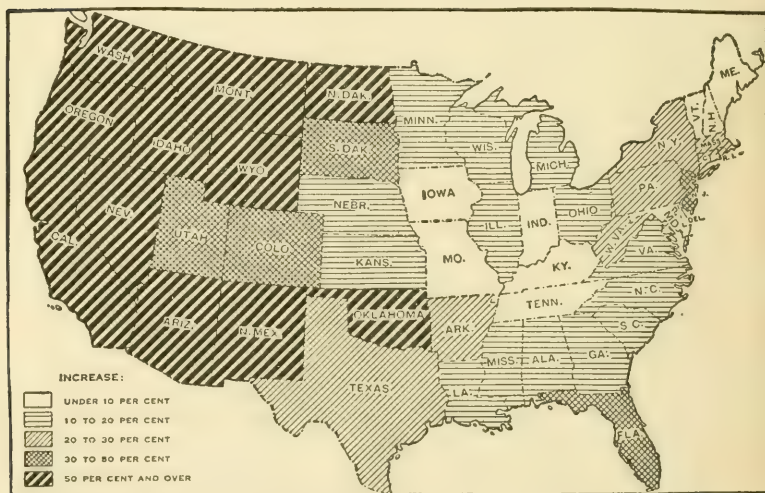 WASH
MONT.
N. DAK.
MINN.
ME.
VT.
N.H.
OREGON
IDAHO
WYO.
S. DAK.
WIS.
MICH.
N.Y.
MASS
R.I.
IOWA
NEBR.
PA.
J.
NEV.
UTAH
COLO.
KANS.
MO.
ILL.
IND.
OHIO
W.VA.
DEL.
CAL.
KY.
VA.
ARIZ.
N. MEX.
OKLAHOMA
ARK.
TENN.
N.C.
S.C.
TEXAS
LA.
MISS.
ALA.
GA.
FLA.
INCREASE:
UNDER 10 PER CENT
10 TO 20 PER CENT
20 TO 30 PER CENT
30 TO 50 PER CENT
50 PER CENT AND OVER